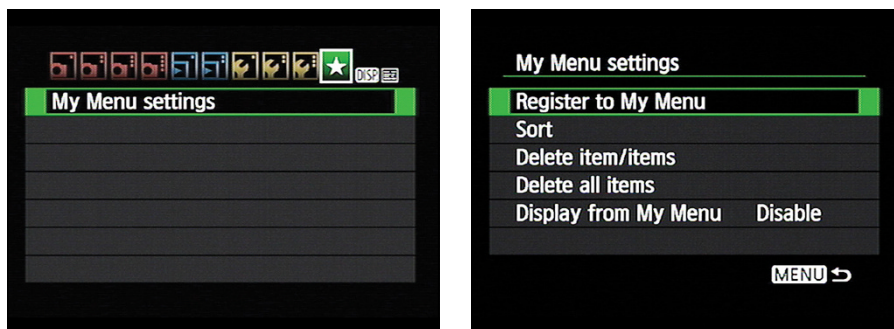 DISP.
My Menu settings
My Menu settings
Register to My Menu
Sort
Delete item/items
Delete all items
Display from My Menu Disable
MENU